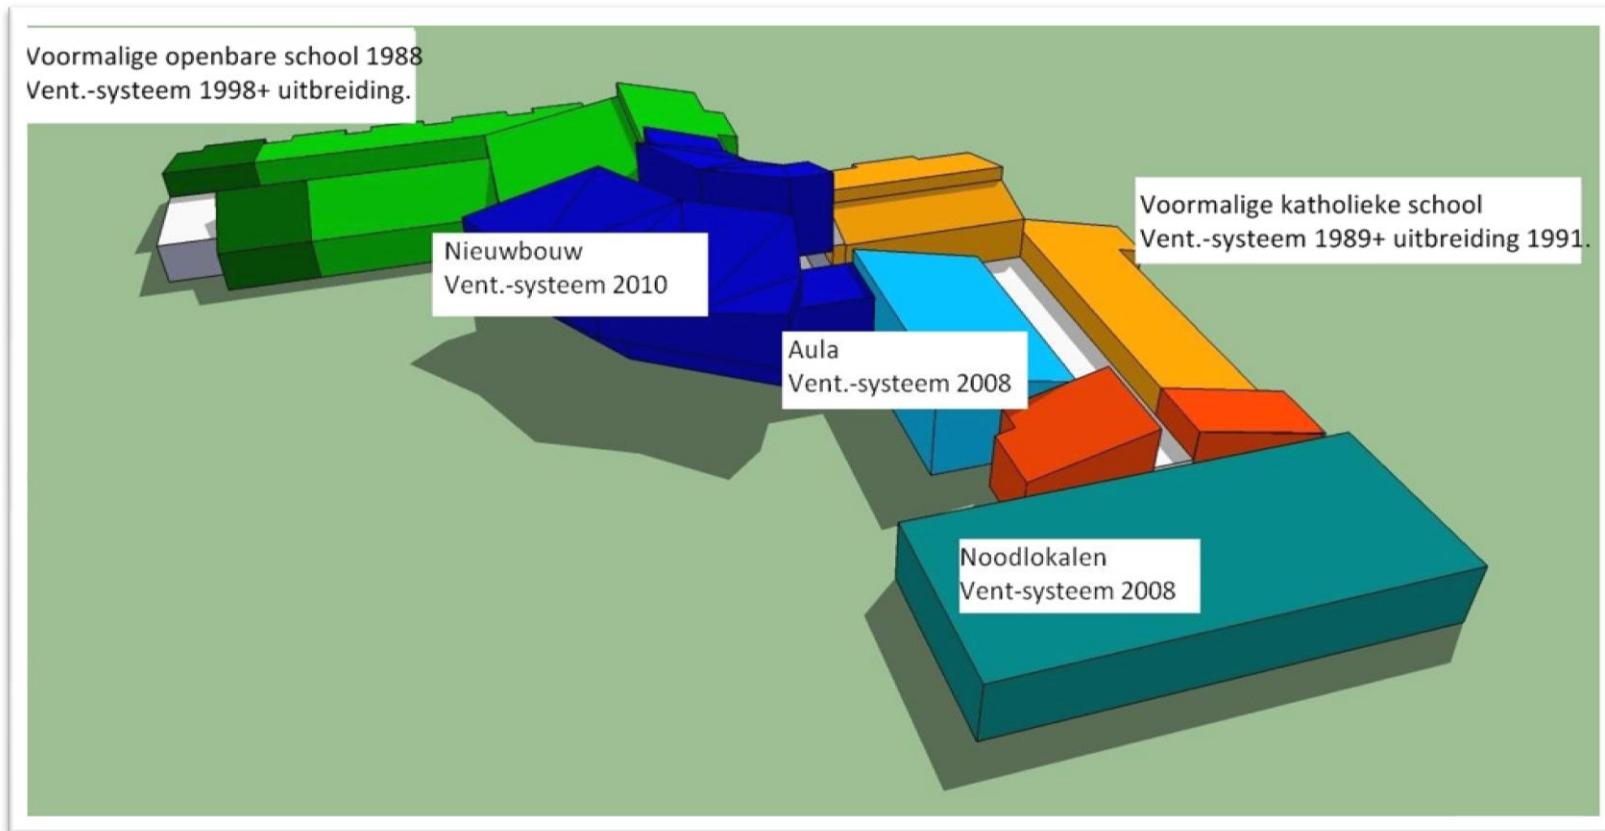 Voormalige openbare school 1988
Vent.-systeem 1998+ uitbreiding.
Voormalige katholieke school
Vent.-systeem 1989+ uitbreiding 1991.
Nieuwbouw
Vent.-systeem 2010
Aula
Vent.-systeem 2008
Noodlokalen
Vent-systeem 2008